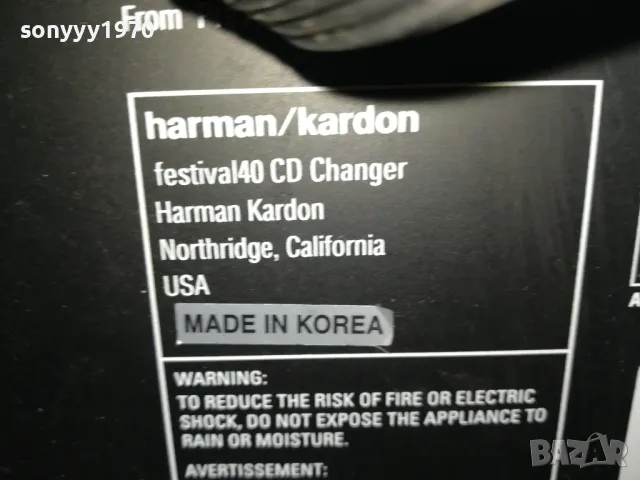 sonyyy1970
From
harman/kardon
festival40 CD Changer
Harman Kardon
Northridge, California
USA
MADE IN KOREA
WARNING:
TO REDUCE THE RISK OF FIRE OR ELECTRIC
SHOCK, DO NOT EXPOSE THE APPLIANCE TO
RAIN OR MOISTURE.
AVERTISSEMENT:
BAZAR